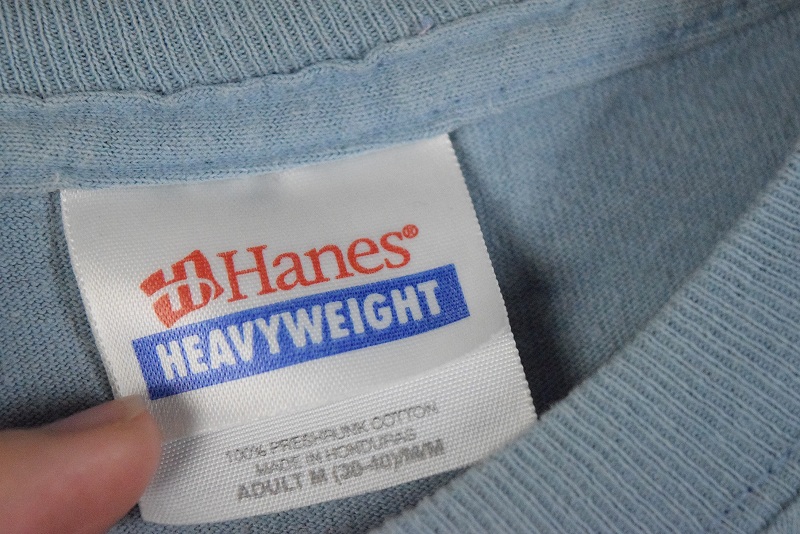 Hanes®
HEAVYWEIGHT
100% PRESHRUNK COTTON
MADE IN HONDURAS
ADULT M (38-40)/M/M